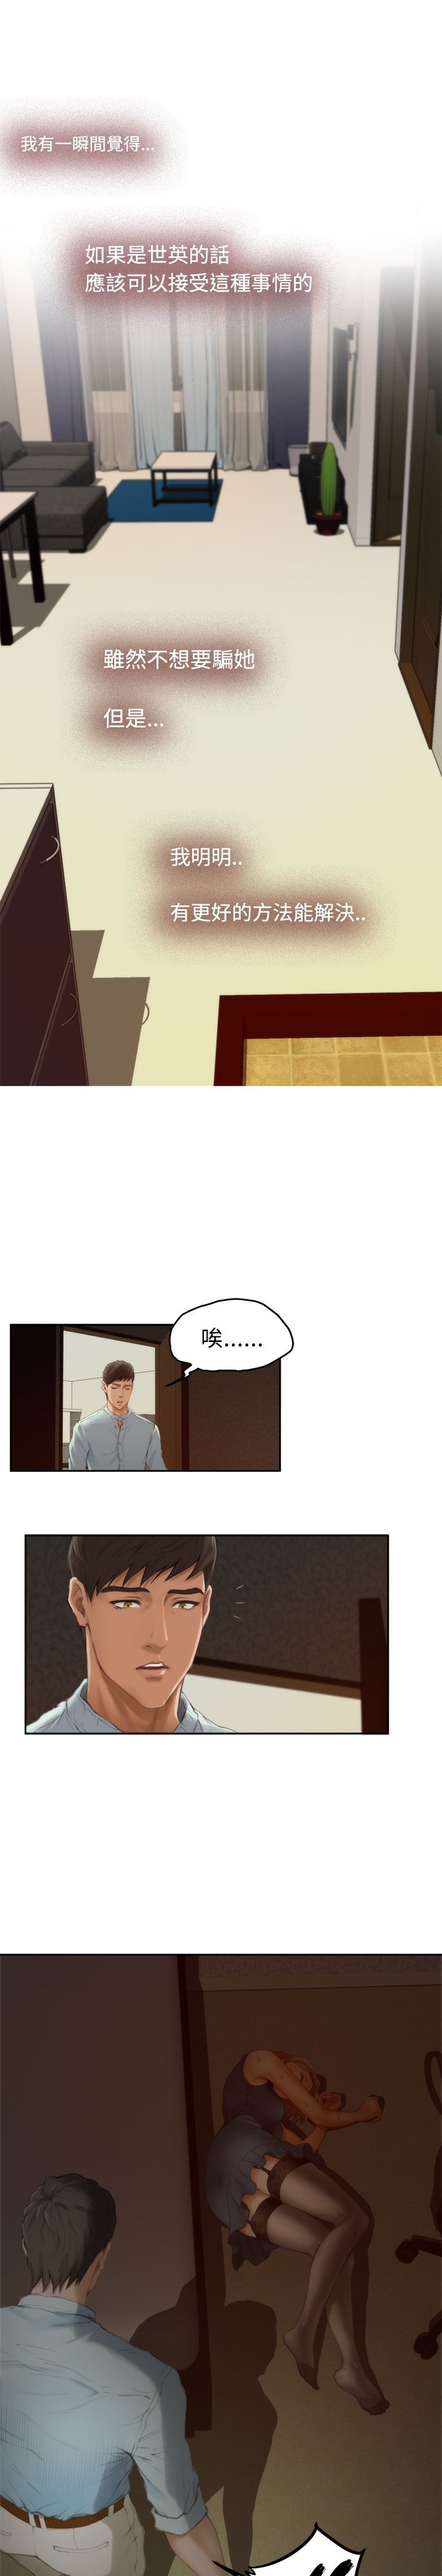 我有一瞬間覺得...
如果是世英的話
應該可以接受這種事情的
雖然不想要騙她
但是...
我明明..
有更好的方法能解決..
唉......